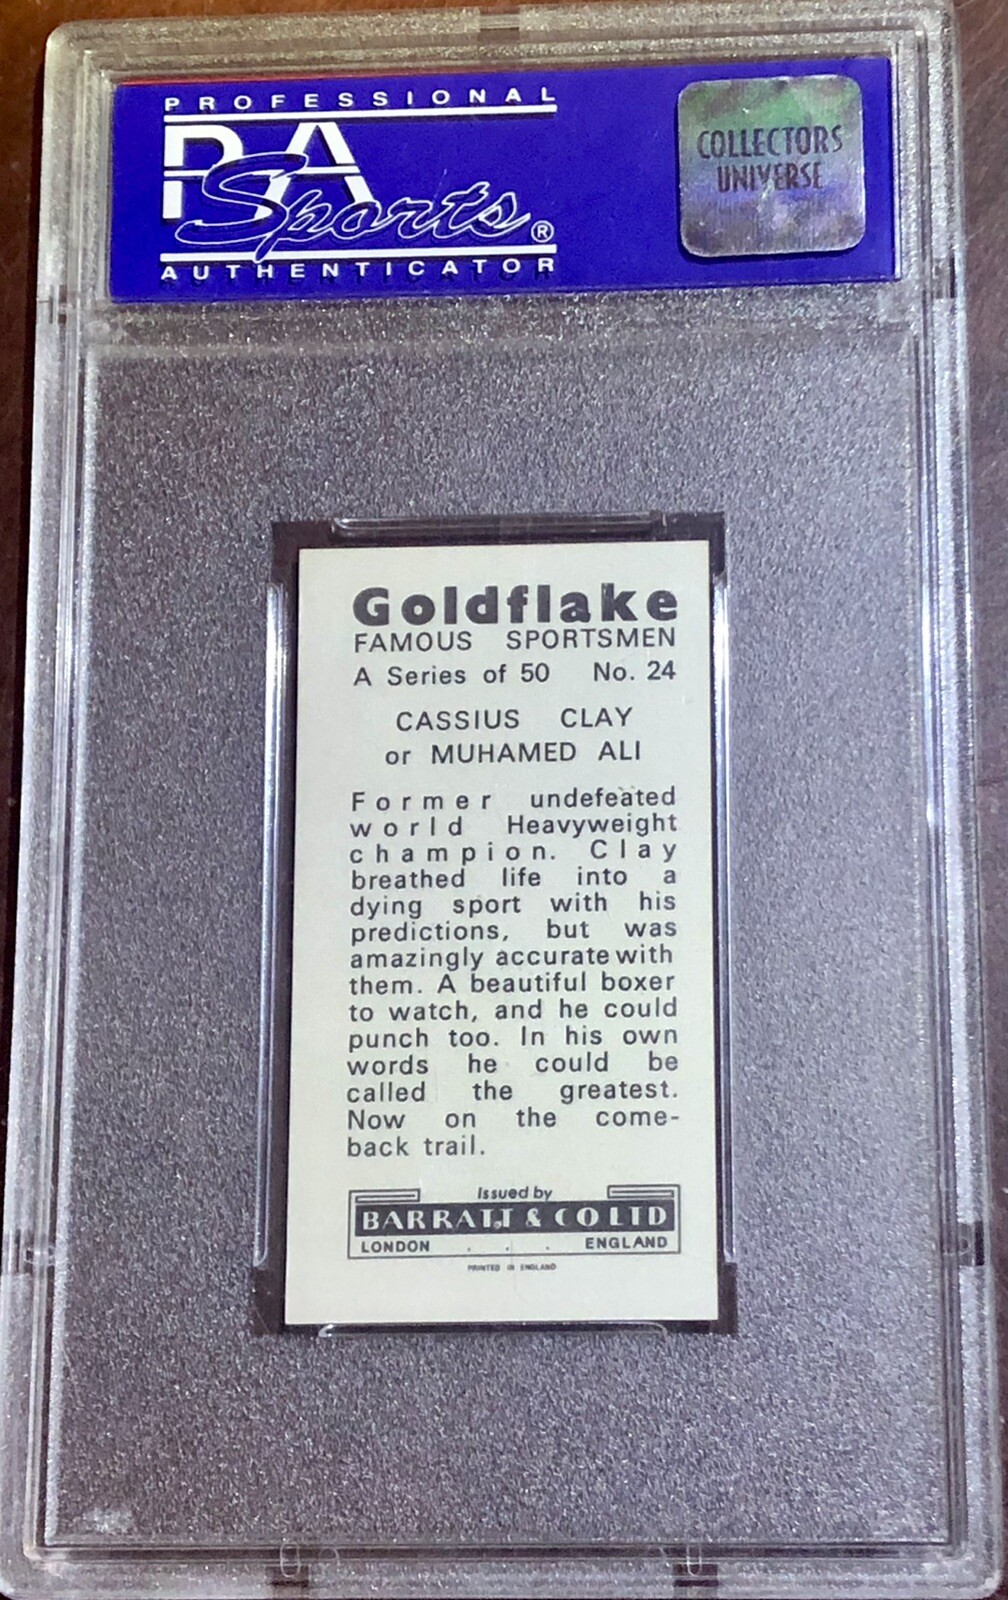 PROFESSIONAL
PSA
Sports®
AUTHENTICATOR
COLLECTORS
UNIVERSE
Goldflake
FAMOUS SPORTSMEN
A Series of 50 No. 24
CASSIUS CLAY
or MUHAMED ALI
Former undefeated
world Heavyweight
champion. Clay
breathed life into a
dying sport with his
predictions, but was
amazingly accurate with
them. A beautiful boxer
to watch, and he could
punch too. In his own
words he could be
called the greatest.
Now on the come-
back trail.
Issued by
BARRATT & CO LTD
LONDON . . . ENGLAND
PRINTED IN ENGLAND